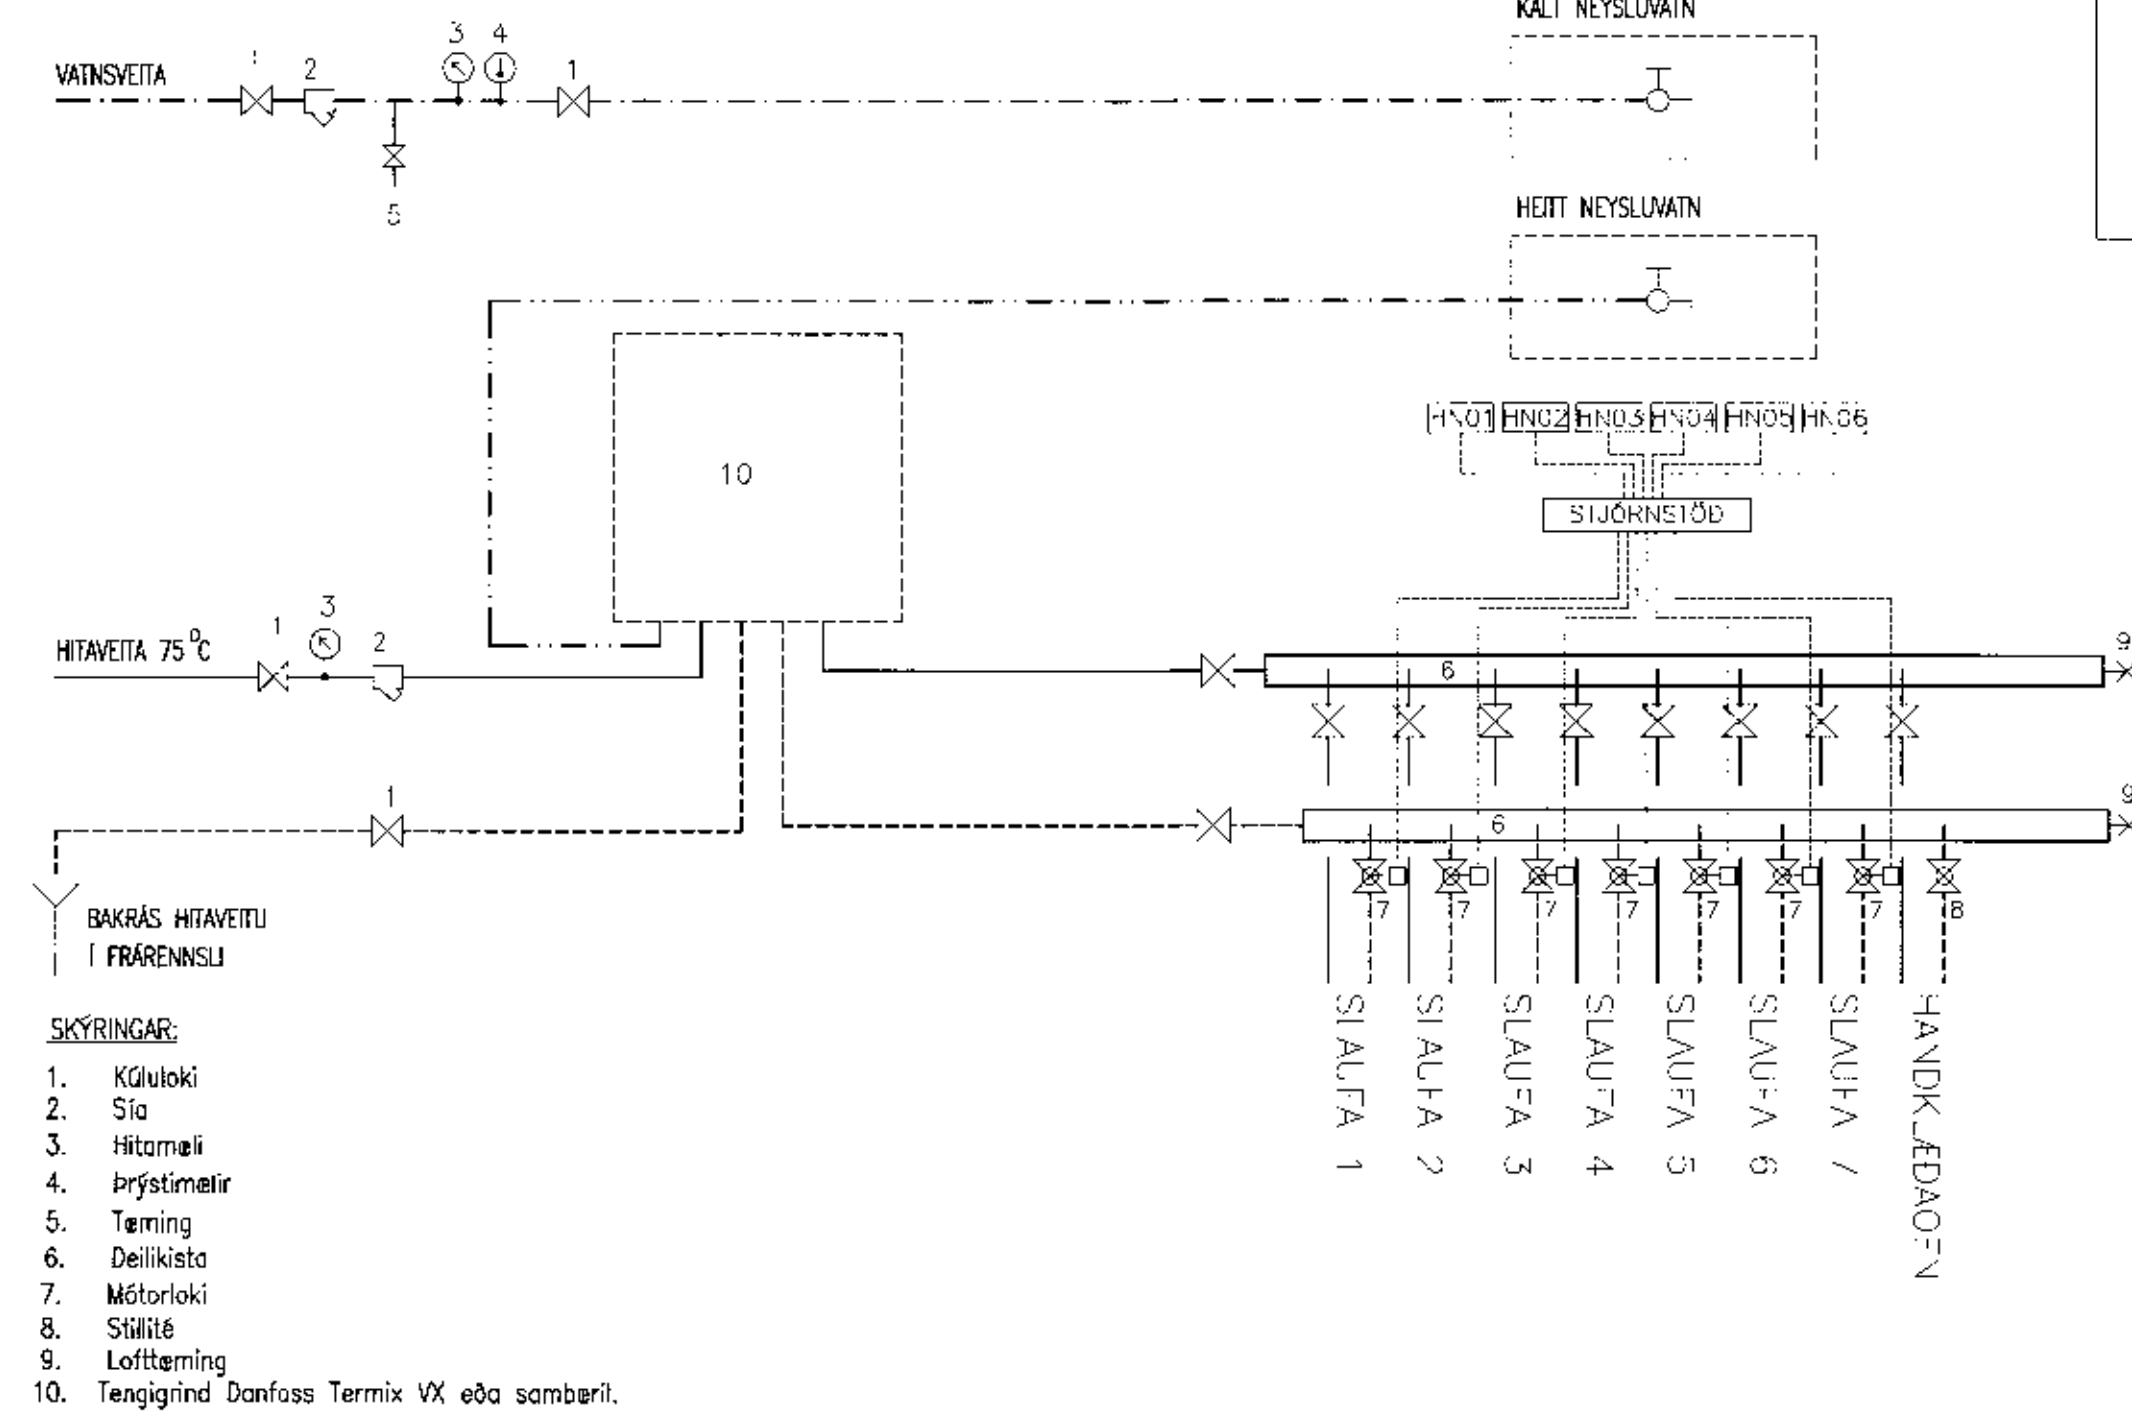 KALT NEYSLUVATN
VATNSVEITA
1
2
3
4
1
5
HEITT NEYSLUVATN
10
HN01 HN02 HN03 HN04 HN05 HN06
STJÓRNSTÖÐ
HITAVEITA 75°C
1
3
2
6
9
1
6
9
7 7 7 7 7 7 7 8
BAKRÁS HITAVEITU
Í FRÁRENNSLI
SLAUFA 1
SLAUFA 2
SLAUFA 3
SLAUFA 4
SLAUFA 5
SLAUFA 6
SLAUFA 7
HANDKLÆÐAOFN
SKÝRINGAR:
1. Kúluloki
2. Sía
3. Hitamæli
4. Þrýstimælir
5. Tæming
6. Deilikista
7. Mótorloki
8. Stillité
9. Lofttæming
10. Tengigrind Danfoss Termix VX eða sambæril.